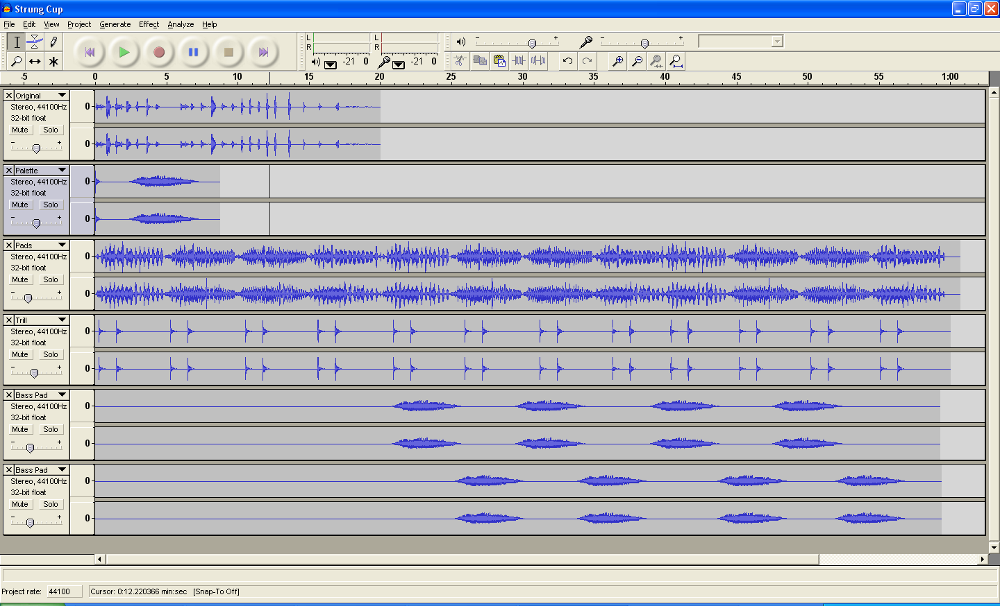 Strung Cup
File Edit View Project Generate Effect Analyze Help
L
R
-21 0
L
R
-21 0
- +
- +
-5 0 5 10 15 20 25 30 35 40 45 50 55 1:00
Original
Stereo, 44100Hz
32-bit float
Mute Solo
- +
0
0
Palette
Stereo, 44100Hz
32-bit float
Mute Solo
- +
0
0
Pads
Stereo, 44100Hz
32-bit float
Mute Solo
- +
0
0
Trill
Stereo, 44100Hz
32-bit float
Mute Solo
- +
0
0
Bass Pad
Stereo, 44100Hz
32-bit float
Mute Solo
- +
0
0
Bass Pad
Stereo, 44100Hz
32-bit float
Mute Solo
- +
0
0
Project rate: 44100 Cursor: 0:12.220366 min:sec [Snap-To Off]